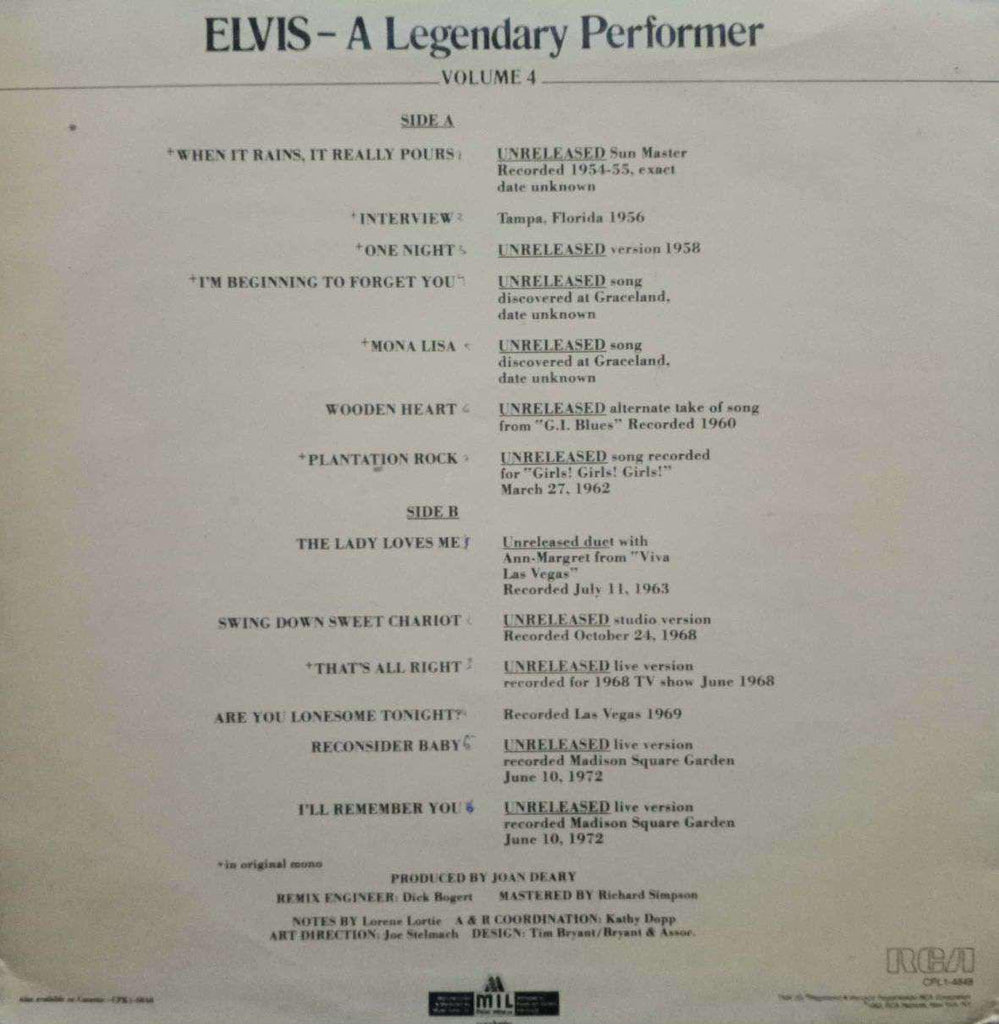 ELVIS – A Legendary Performer
VOLUME 4
SIDE A
+WHEN IT RAINS, IT REALLY POURS UNRELEASED Sun Master
Recorded 1954-55, exact
date unknown
+INTERVIEW Tampa, Florida 1956
+ONE NIGHT UNRELEASED version 1958
+I'M BEGINNING TO FORGET YOU UNRELEASED song
discovered at Graceland,
date unknown
+MONA LISA UNRELEASED song
discovered at Graceland,
date unknown
WOODEN HEART UNRELEASED alternate take of song
from "G.I. Blues" Recorded 1960
+PLANTATION ROCK UNRELEASED song recorded
for "Girls! Girls! Girls!"
March 27, 1962
SIDE B
THE LADY LOVES ME Unreleased duet with
Ann-Margret from "Viva
Las Vegas"
Recorded July 11, 1963
SWING DOWN SWEET CHARIOT UNRELEASED studio version
Recorded October 24, 1968
+THAT'S ALL RIGHT UNRELEASED live version
recorded for 1968 TV show June 1968
ARE YOU LONESOME TONIGHT? Recorded Las Vegas 1969
RECONSIDER BABY UNRELEASED live version
recorded Madison Square Garden
June 10, 1972
I'LL REMEMBER YOU 6 UNRELEASED live version
recorded Madison Square Garden
June 10, 1972
+in original mono
PRODUCED BY JOAN DEARY
REMIX ENGINEER: Dick Bogert MASTERED BY Richard Simpson
NOTES BY Lorene Lortie A & R COORDINATION: Kathy Dopp
ART DIRECTION: Joe Stelmach DESIGN: Tim Bryant/Bryant & Assoc.
RCA
CPL1-4848
Also available on Cassette
MIL